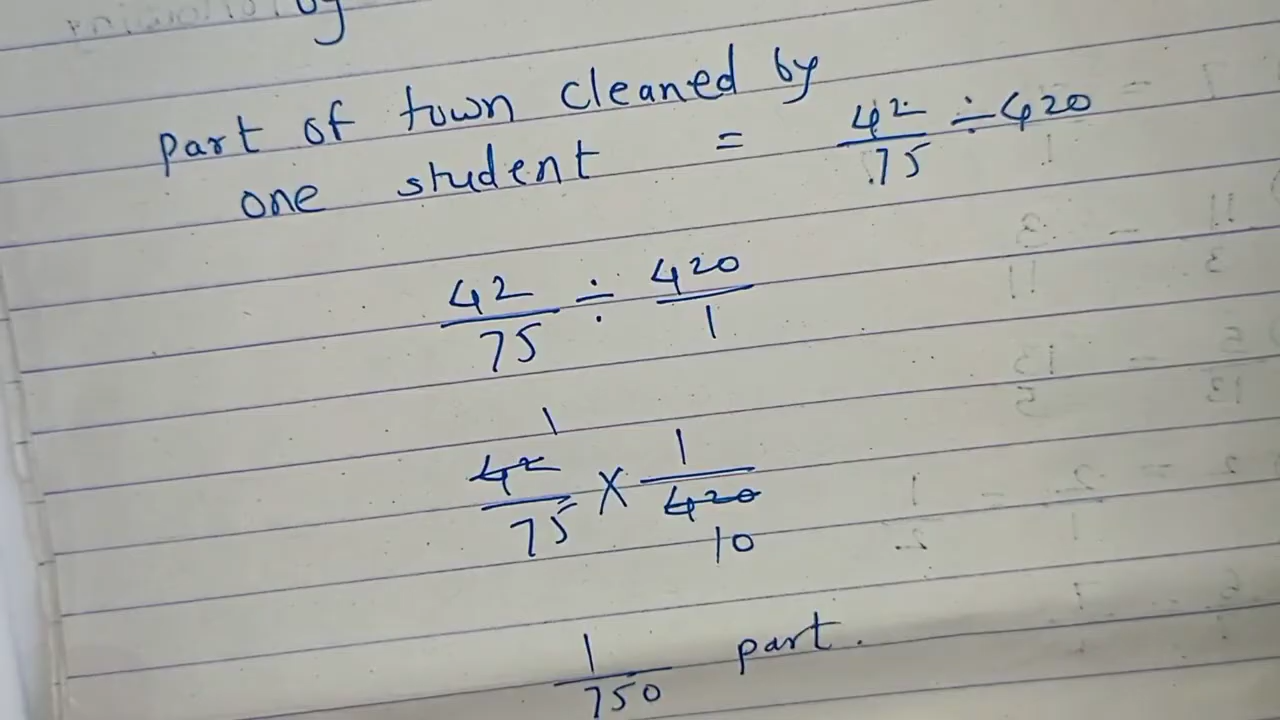 by
part of town cleaned by
one student = 42/75 ÷ 420
42/75 ÷ 420/1
1
42/75 X 1/420
10
1/750 part.